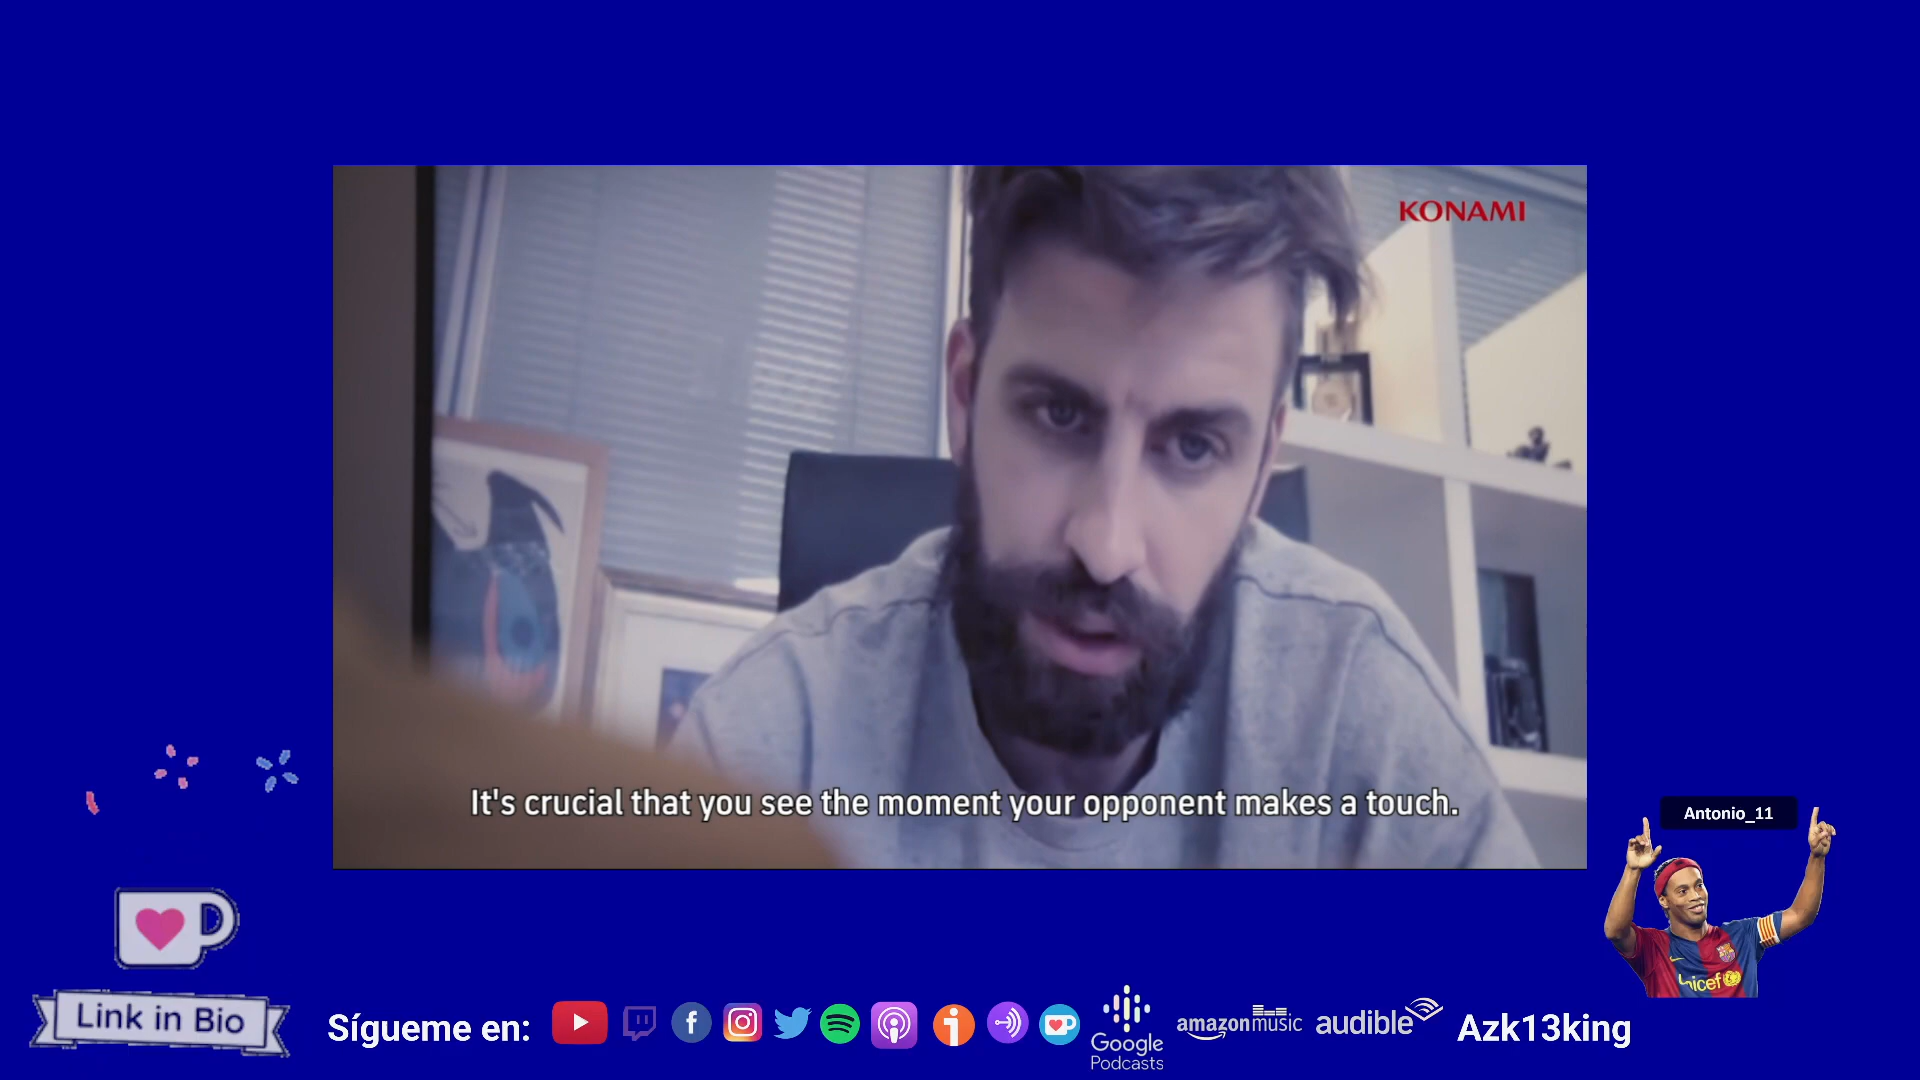 KONAMI
It's crucial that you see the moment your opponent makes a touch.
Antonio_11
unicef
Link in Bio
Sígueme en:
Google
Podcasts
amazon music
audible
Azk13king